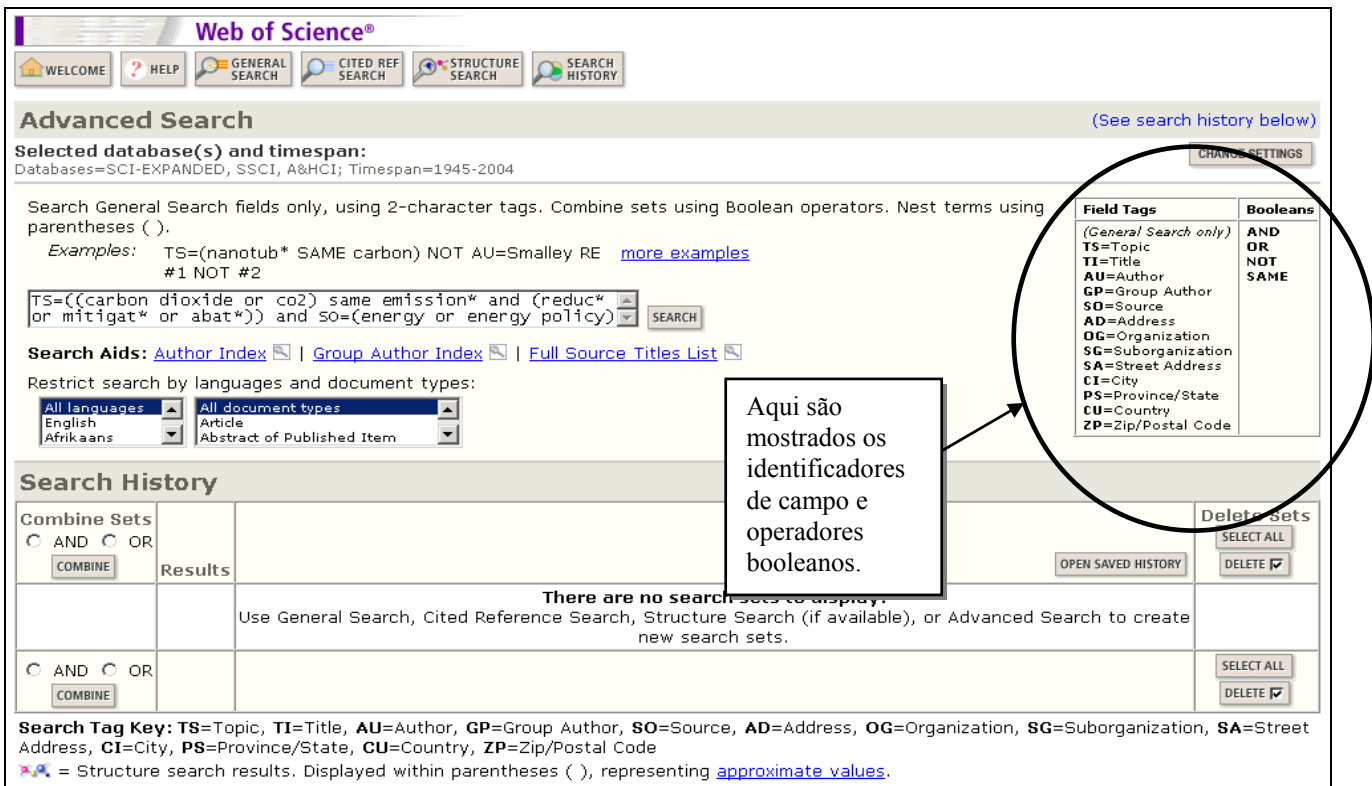 Web of Science®
WELCOME
? HELP
GENERAL SEARCH
CITED REF SEARCH
STRUCTURE SEARCH
SEARCH HISTORY
Advanced Search
(See search history below)
Selected database(s) and timespan:
Databases=SCI-EXPANDED, SSCI, A&HCI; Timespan=1945-2004
CHANGE SETTINGS
Search General Search fields only, using 2-character tags. Combine sets using Boolean operators. Nest terms using
parentheses ( ).
Examples: TS=(nanotub* SAME carbon) NOT AU=Smalley RE more examples
#1 NOT #2
TS=((carbon dioxide or co2) same emission* and (reduc*
or mitigat* or abat*)) and SO=(energy or energy policy)
SEARCH
Search Aids: Author Index | Group Author Index | Full Source Titles List
Restrict search by languages and document types:
All languages
English
Afrikaans
All document types
Article
Abstract of Published Item
Field Tags
(General Search only)
TS=Topic
TI=Title
AU=Author
GP=Group Author
SO=Source
AD=Address
OG=Organization
SG=Suborganization
SA=Street Address
CI=City
PS=Province/State
CU=Country
ZP=Zip/Postal Code
Booleans
AND
OR
NOT
SAME
Aqui são
mostrados os
identificadores
de campo e
operadores
booleanos.
Search History
Combine Sets
AND OR
COMBINE
Results
OPEN SAVED HISTORY
Delete Sets
SELECT ALL
DELETE
There are no search sets to display.
Use General Search, Cited Reference Search, Structure Search (if available), or Advanced Search to create
new search sets.
AND OR
COMBINE
SELECT ALL
DELETE
Search Tag Key: TS=Topic, TI=Title, AU=Author, GP=Group Author, SO=Source, AD=Address, OG=Organization, SG=Suborganization, SA=Street
Address, CI=City, PS=Province/State, CU=Country, ZP=Zip/Postal Code
= Structure search results. Displayed within parentheses ( ), representing approximate values.